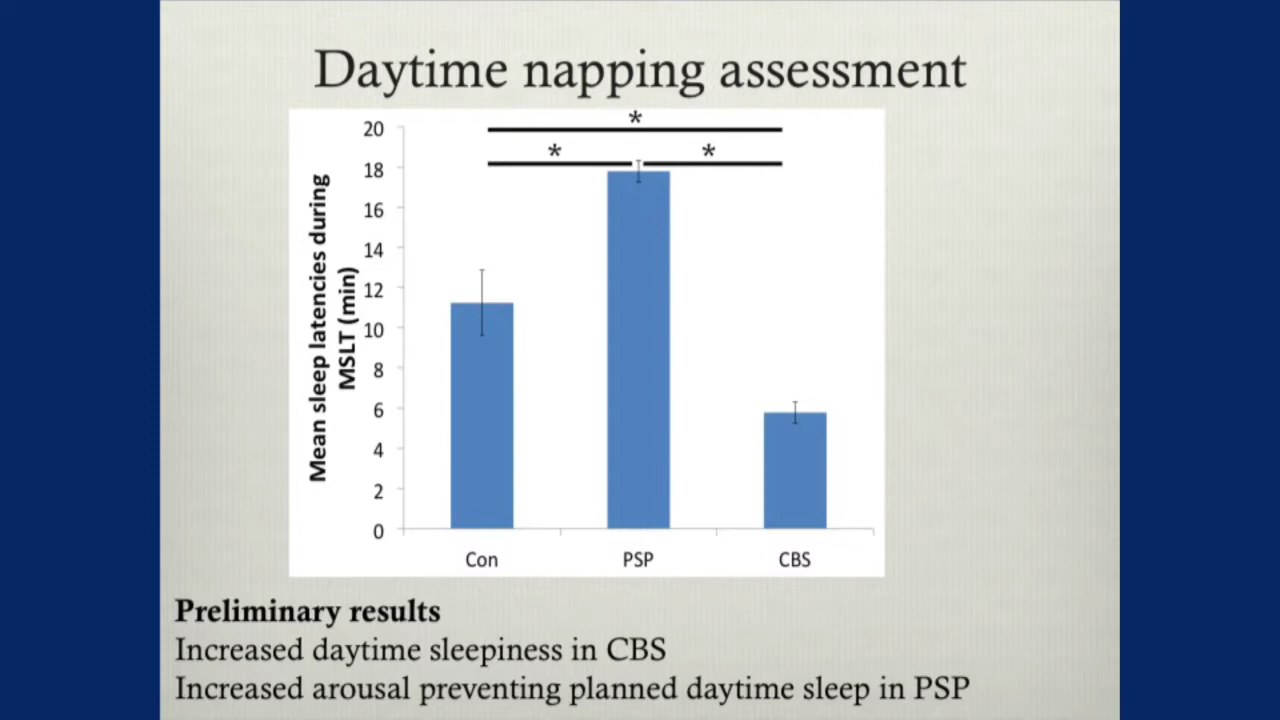 Daytime napping assessment
*
* *
Mean sleep latencies during
MSLT (min)
20
18
16
14
12
10
8
6
4
2
0
Con PSP CBS
Preliminary results
Increased daytime sleepiness in CBS
Increased arousal preventing planned daytime sleep in PSP